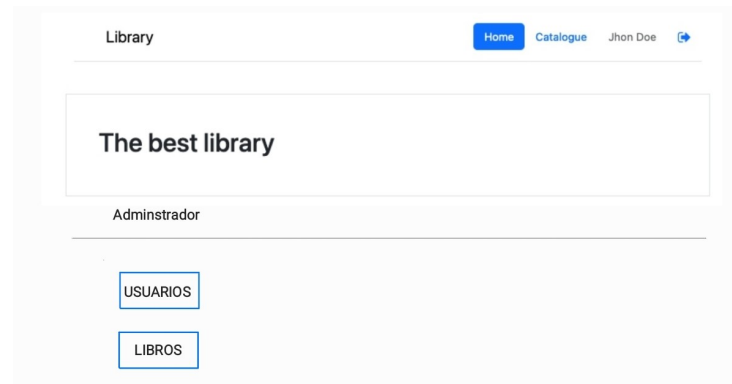 Library Home Catalogue Jhon Doe
The best library
Adminstrador
USUARIOS
LIBROS